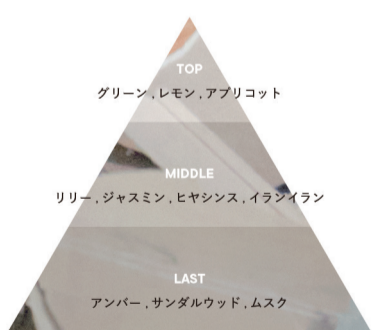 TOP
グリーン , レモン , アプリコット
MIDDLE
リリー , ジャスミン , ヒヤシンス , イランイラン
LAST
アンバー , サンダルウッド , ムスク